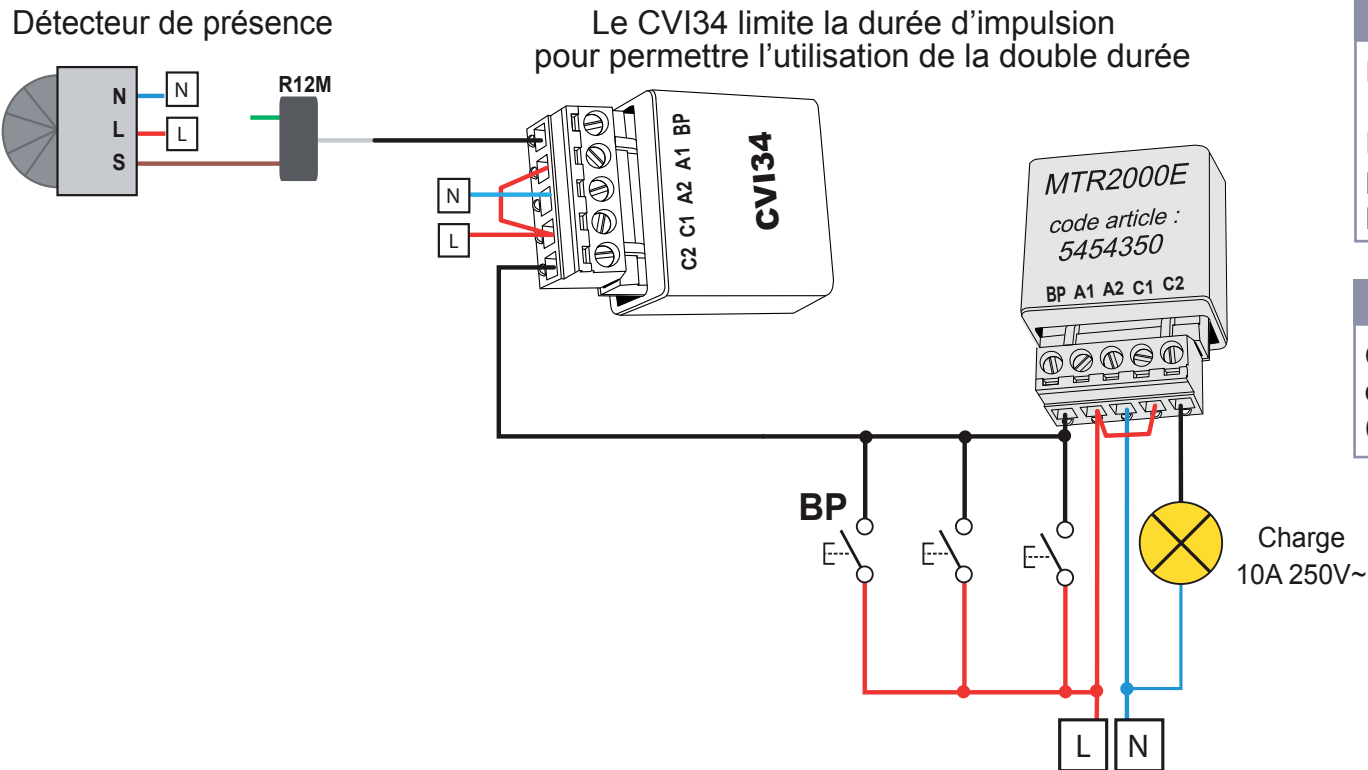 Détecteur de présence
Le CVI34 limite la durée d’impulsion
pour permettre l’utilisation de la double durée
N
L
S
N
L
R12M
N
L
C2 C1 A2 A1 BP
CVI34
MTR2000E
code article :
5454350
BP A1 A2 C1 C2
BP
Charge
10A 250V~
L
N